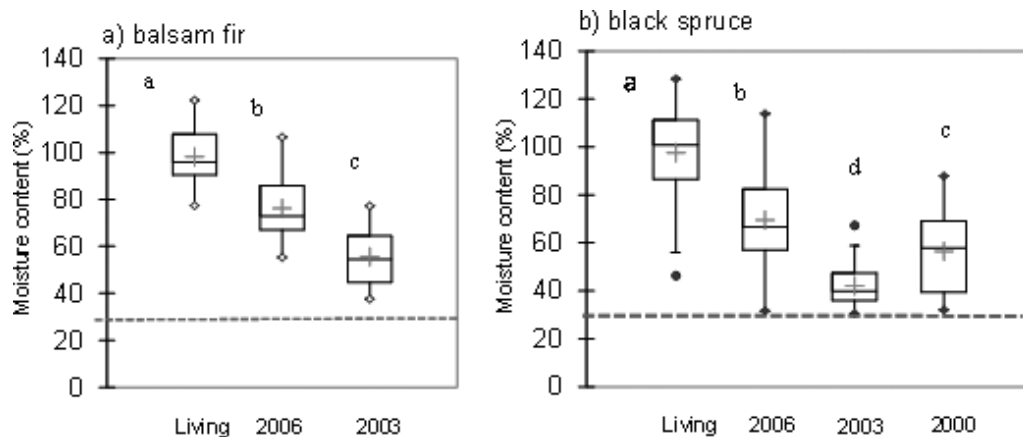 a) balsam fir
140
120
100
80
60
40
20
0
Moisture content (%)
a
b
c
Living 2006 2003
b) black spruce
140
120
100
80
60
40
20
0
Moisture content (%)
a
b
d
c
Living 2006 2003 2000